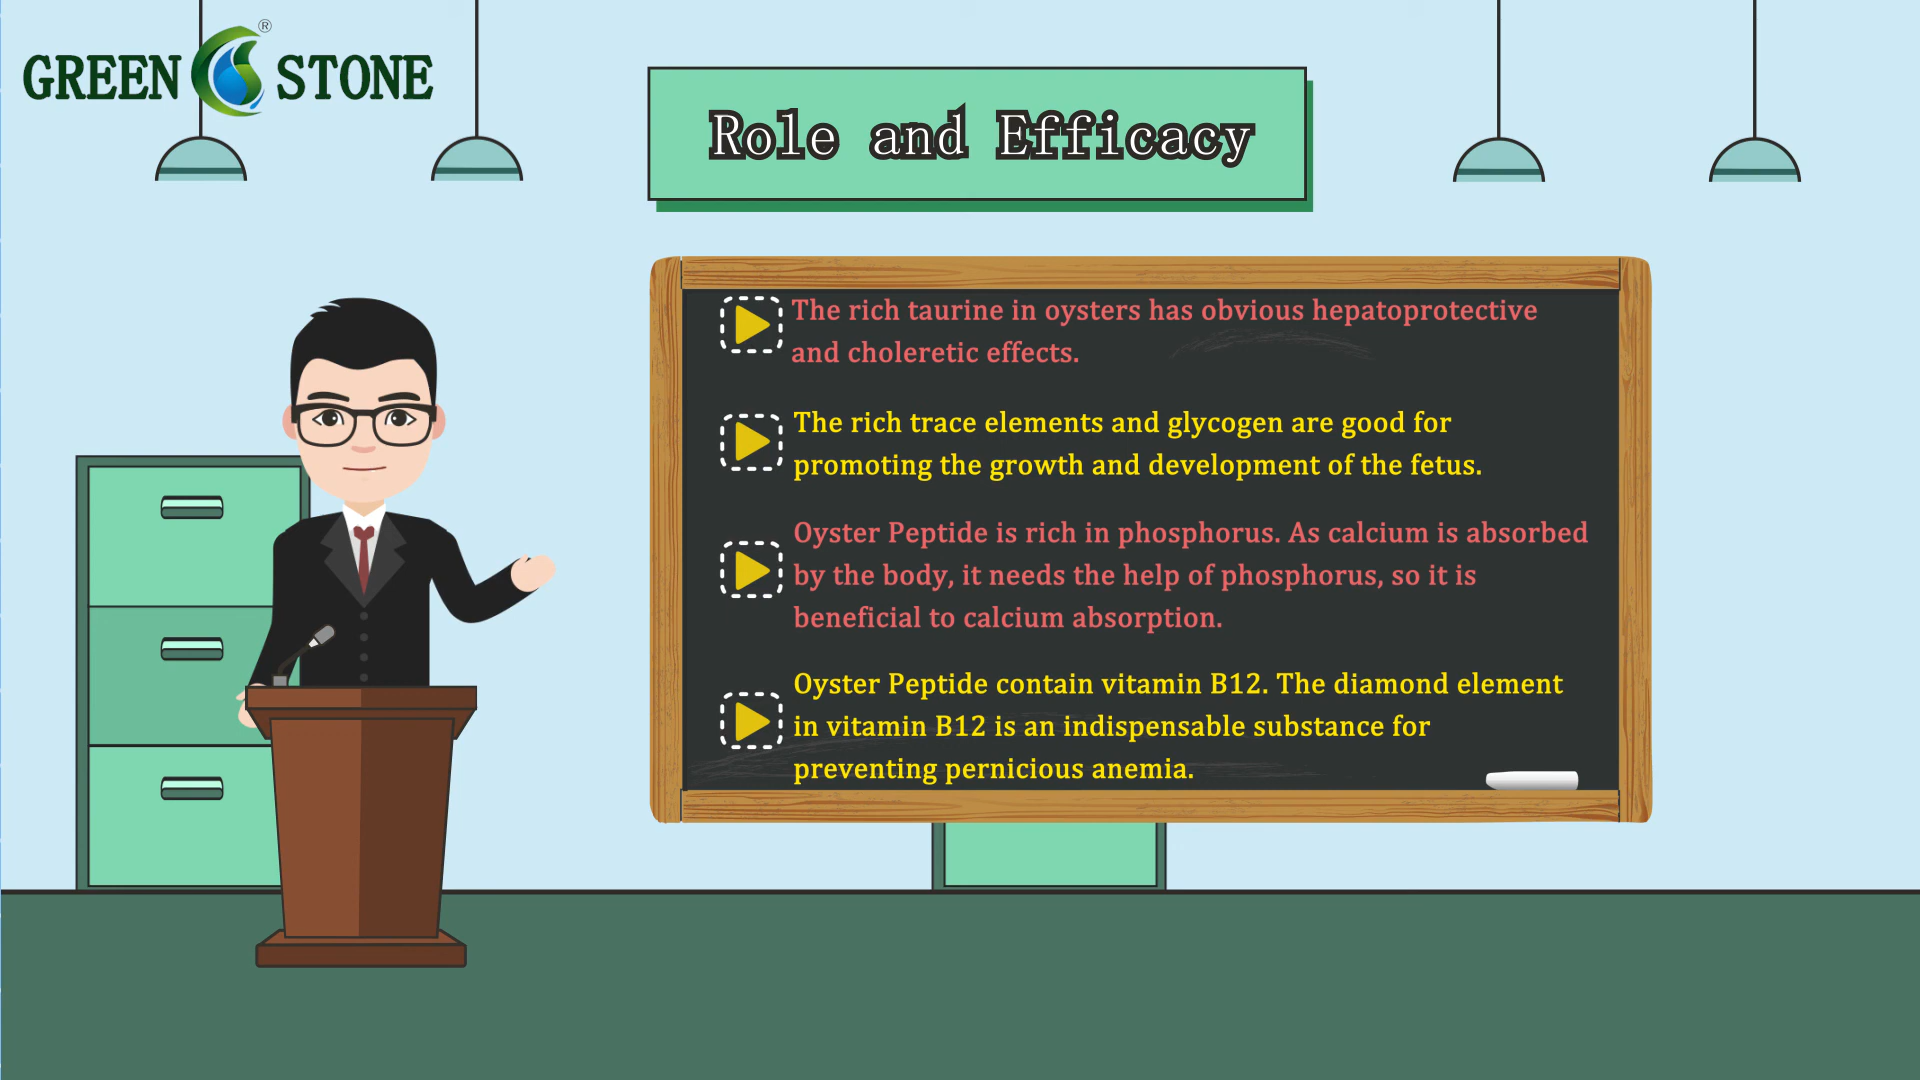 GREEN STONE ®
Role and Efficacy
The rich taurine in oysters has obvious hepatoprotective
and choleretic effects.
The rich trace elements and glycogen are good for
promoting the growth and development of the fetus.
Oyster Peptide is rich in phosphorus. As calcium is absorbed
by the body, it needs the help of phosphorus, so it is
beneficial to calcium absorption.
Oyster Peptide contain vitamin B12. The diamond element
in vitamin B12 is an indispensable substance for
preventing pernicious anemia.